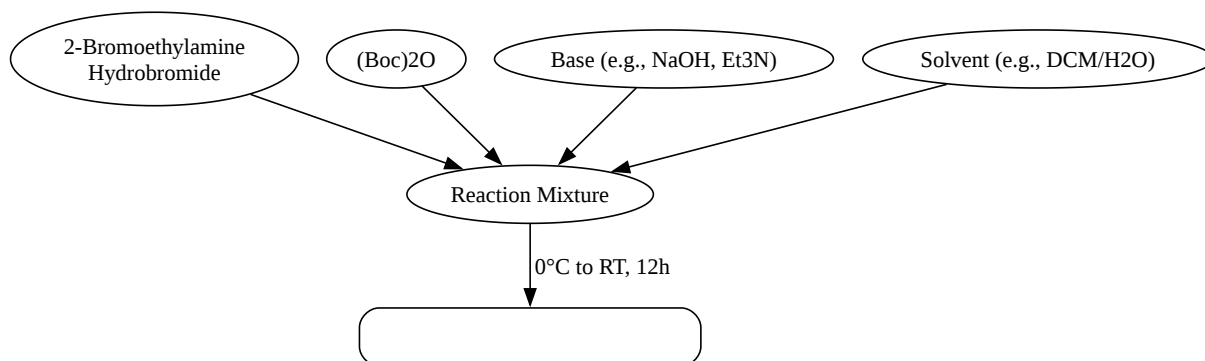 2-Bromoethylamine
Hydrobromide
(Boc)2O
Base (e.g., NaOH, Et3N)
Solvent (e.g., DCM/H2O)
Reaction Mixture
0°C to RT, 12h